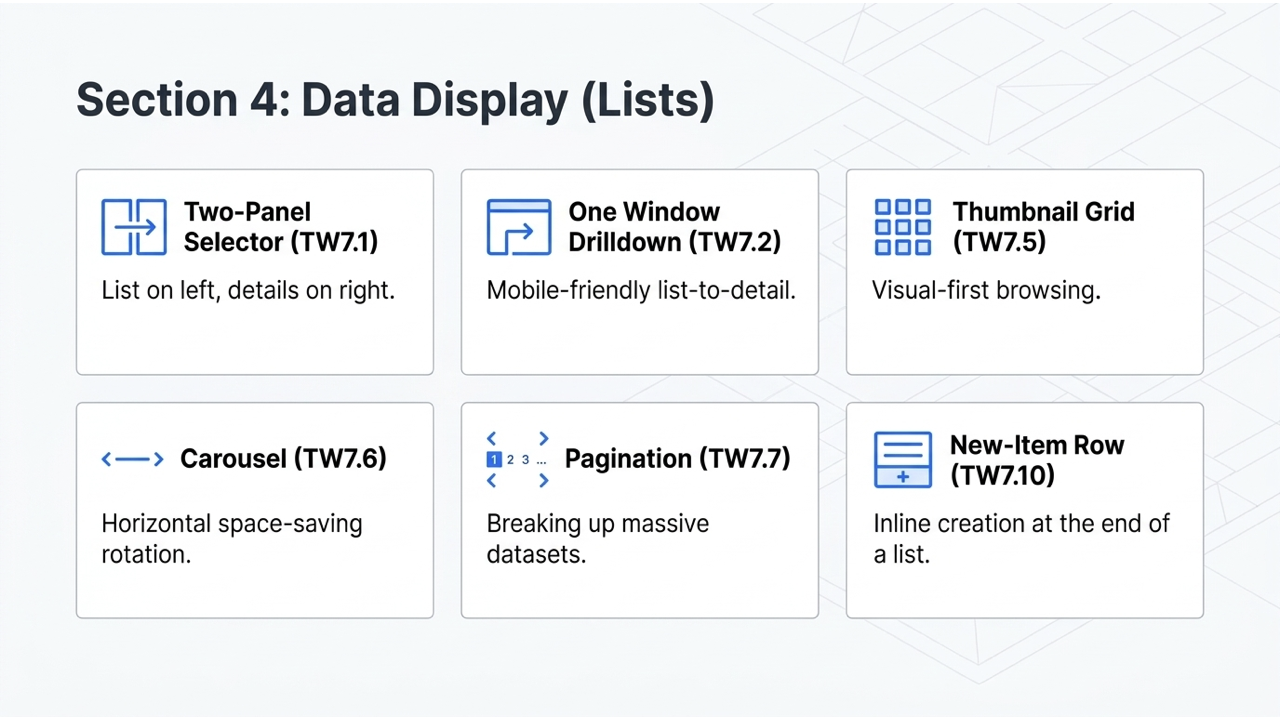 Section 4: Data Display (Lists)
Two-Panel
Selector (TW7.1)
List on left, details on right.
One Window
Drilldown (TW7.2)
Mobile-friendly list-to-detail.
Thumbnail Grid
(TW7.5)
Visual-first browsing.
Carousel (TW7.6)
Horizontal space-saving
rotation.
1 2 3 ...
Pagination (TW7.7)
Breaking up massive
datasets.
New-Item Row
(TW7.10)
Inline creation at the end of
a list.